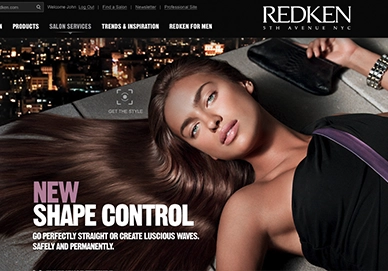 dken.com
Welcome John: Log Out | Find a Salon | Newsletter | Professional Site
REDKEN
5TH AVENUE NYC
N PRODUCTS SALON SERVICES TRENDS & INSPIRATION REDKEN FOR MEN
GET THE STYLE
NEW
SHAPE CONTROL
GO PERFECTLY STRAIGHT OR CREATE LUSCIOUS WAVES.
SAFELY AND PERMANENTLY.